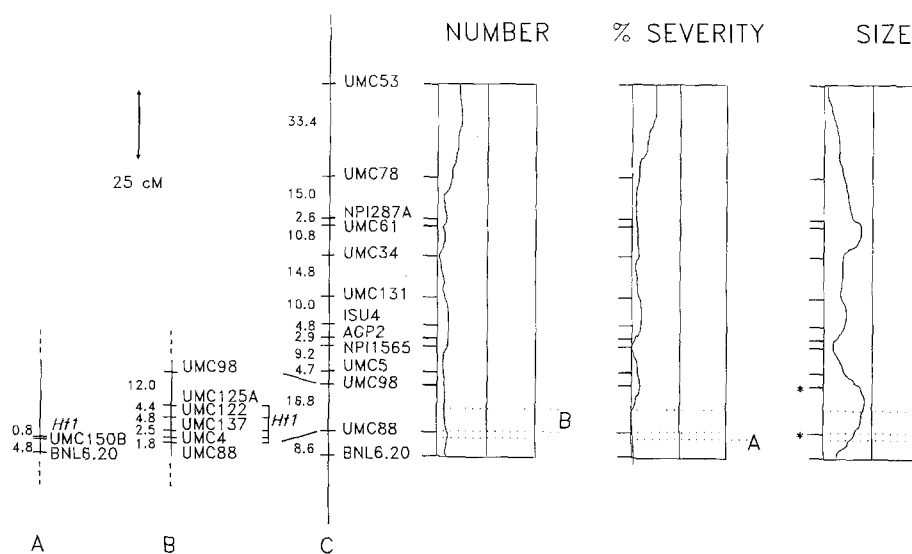 NUMBER % SEVERITY SIZE
UMC53
33.4
25 cM
UMC78
15.0
NPI287A
2.6
UMC61
10.8
UMC34
14.8
UMC131
10.0
ISU4
4.8
AGP2
2.9
NPI1565
9.2
UMC5
4.7
UMC98
UMC98
12.0
16.8
*
UMC125A
4.4
UMC122
4.8
Ht1
UMC137
2.5
UMC4
1.8
UMC88
B
Ht1
0.8
UMC150B
4.8
BNL6.20
UMC88
8.6
BNL6.20
A
*
A B C